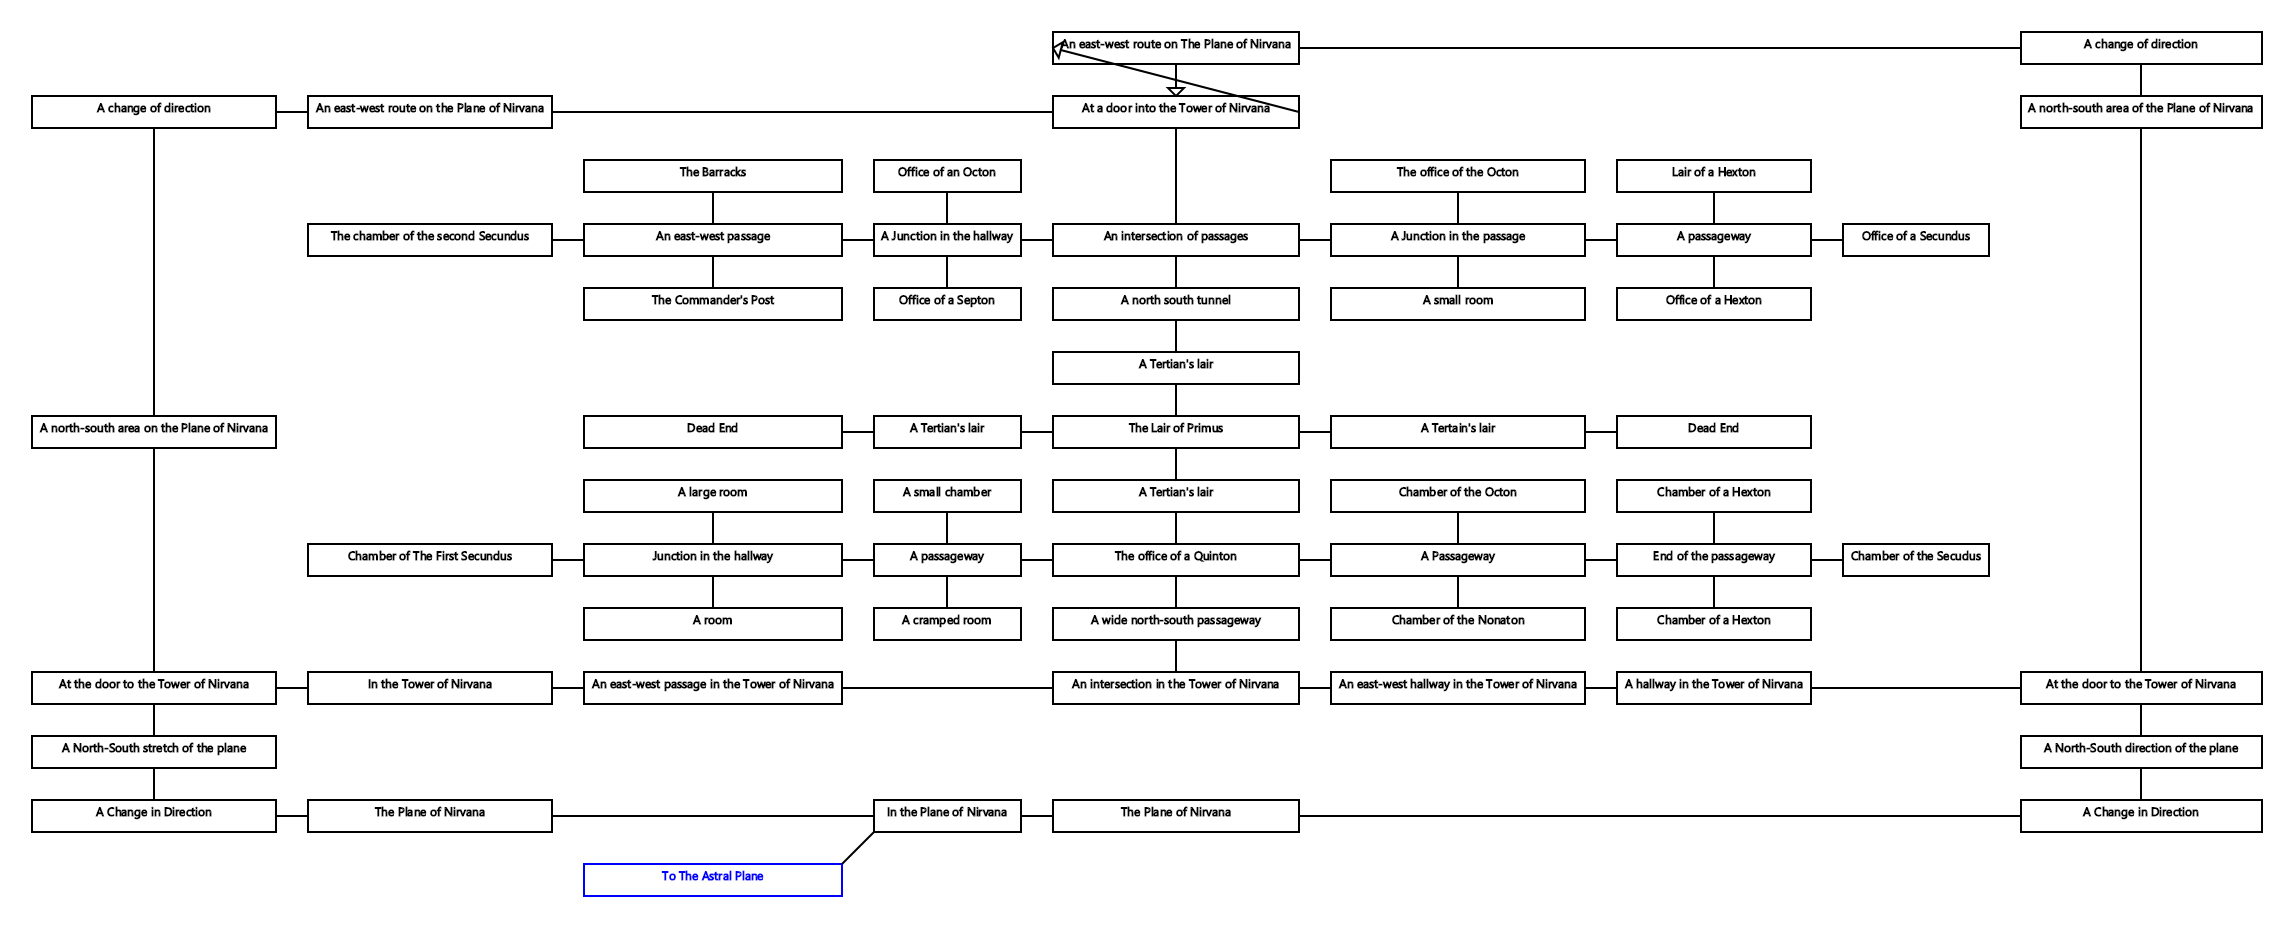 An east-west route on The Plane of Nirvana
A change of direction
A change of direction
An east-west route on the Plane of Nirvana
At a door into the Tower of Nirvana
A north-south area of the Plane of Nirvana
The Barracks
Office of an Octon
The office of the Octon
Lair of a Hexton
The chamber of the second Secundus
An east-west passage
A Junction in the hallway
An intersection of passages
A Junction in the passage
A passageway
Office of a Secundus
The Commander's Post
Office of a Septon
A north south tunnel
A small room
Office of a Hexton
A Tertian's lair
A north-south area on the Plane of Nirvana
Dead End
A Tertian's lair
The Lair of Primus
A Tertain's lair
Dead End
A large room
A small chamber
A Tertian's lair
Chamber of the Octon
Chamber of a Hexton
Chamber of The First Secundus
Junction in the hallway
A passageway
The office of a Quinton
A Passageway
End of the passageway
Chamber of the Secudus
A room
A cramped room
A wide north-south passageway
Chamber of the Nonaton
Chamber of a Hexton
At the door to the Tower of Nirvana
In the Tower of Nirvana
An east-west passage in the Tower of Nirvana
An intersection in the Tower of Nirvana
An east-west hallway in the Tower of Nirvana
A hallway in the Tower of Nirvana
At the door to the Tower of Nirvana
A North-South stretch of the plane
A North-South direction of the plane
A Change in Direction
The Plane of Nirvana
In the Plane of Nirvana
The Plane of Nirvana
A Change in Direction
To The Astral Plane